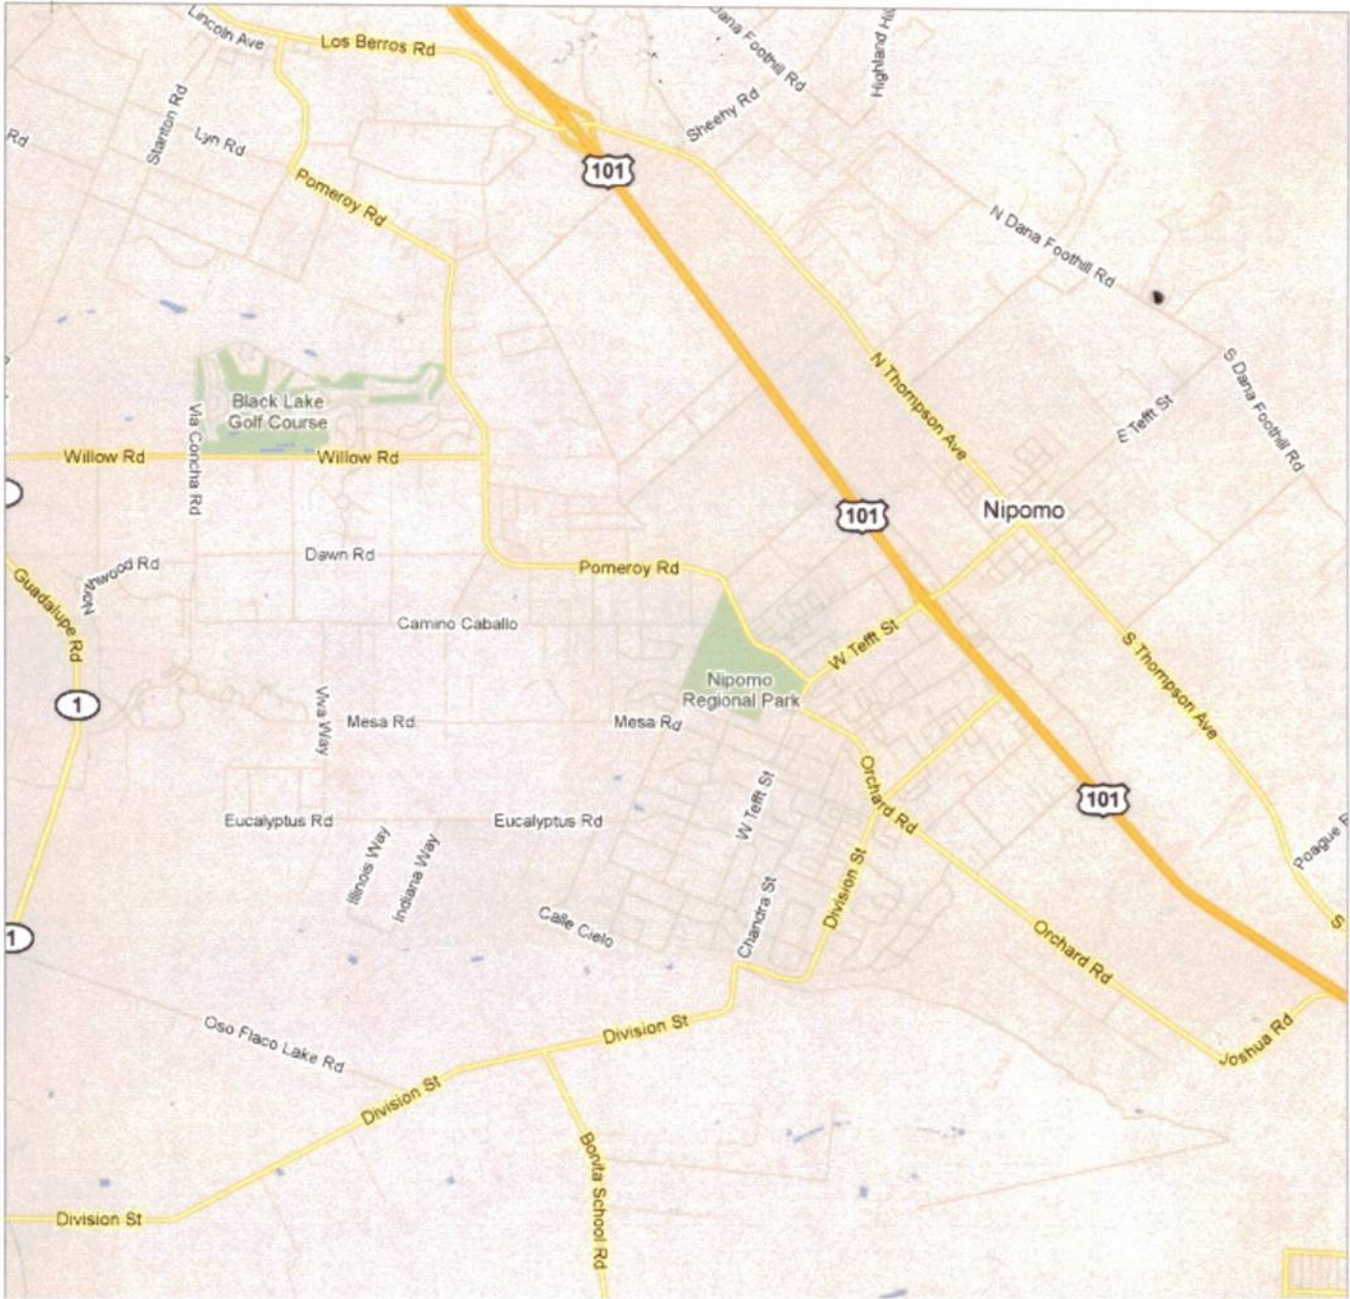 Lincoln Ave
Los Berros Rd
Dana Foothill Rd
Highland
Sheehy Rd
Stanton Rd
Lyn Rd
Rd
101
Pomeroy Rd
N Dana Foothill Rd
S Dana Foothill Rd
N Thompson Ave
E Tefft St
Black Lake
Golf Course
Via Concha Rd
Willow Rd
Willow Rd
101
Nipomo
Dawn Rd
Pomeroy Rd
Guadalupe Rd
Camino Caballo
W Tefft St
S Thompson Ave
Nipomo
Regional Park
1
Viva Way
Mesa Rd
Mesa Rd
Orchard Rd
W Tefft St
101
Eucalyptus Rd
Eucalyptus Rd
Illinois Way
Indiana Way
Division St
Poague
Calle Cielo
Chandra St
S
1
Orchard Rd
Oso Flaco Lake Rd
Division St
Joshua Rd
Division St
Bonita School Rd
Division St